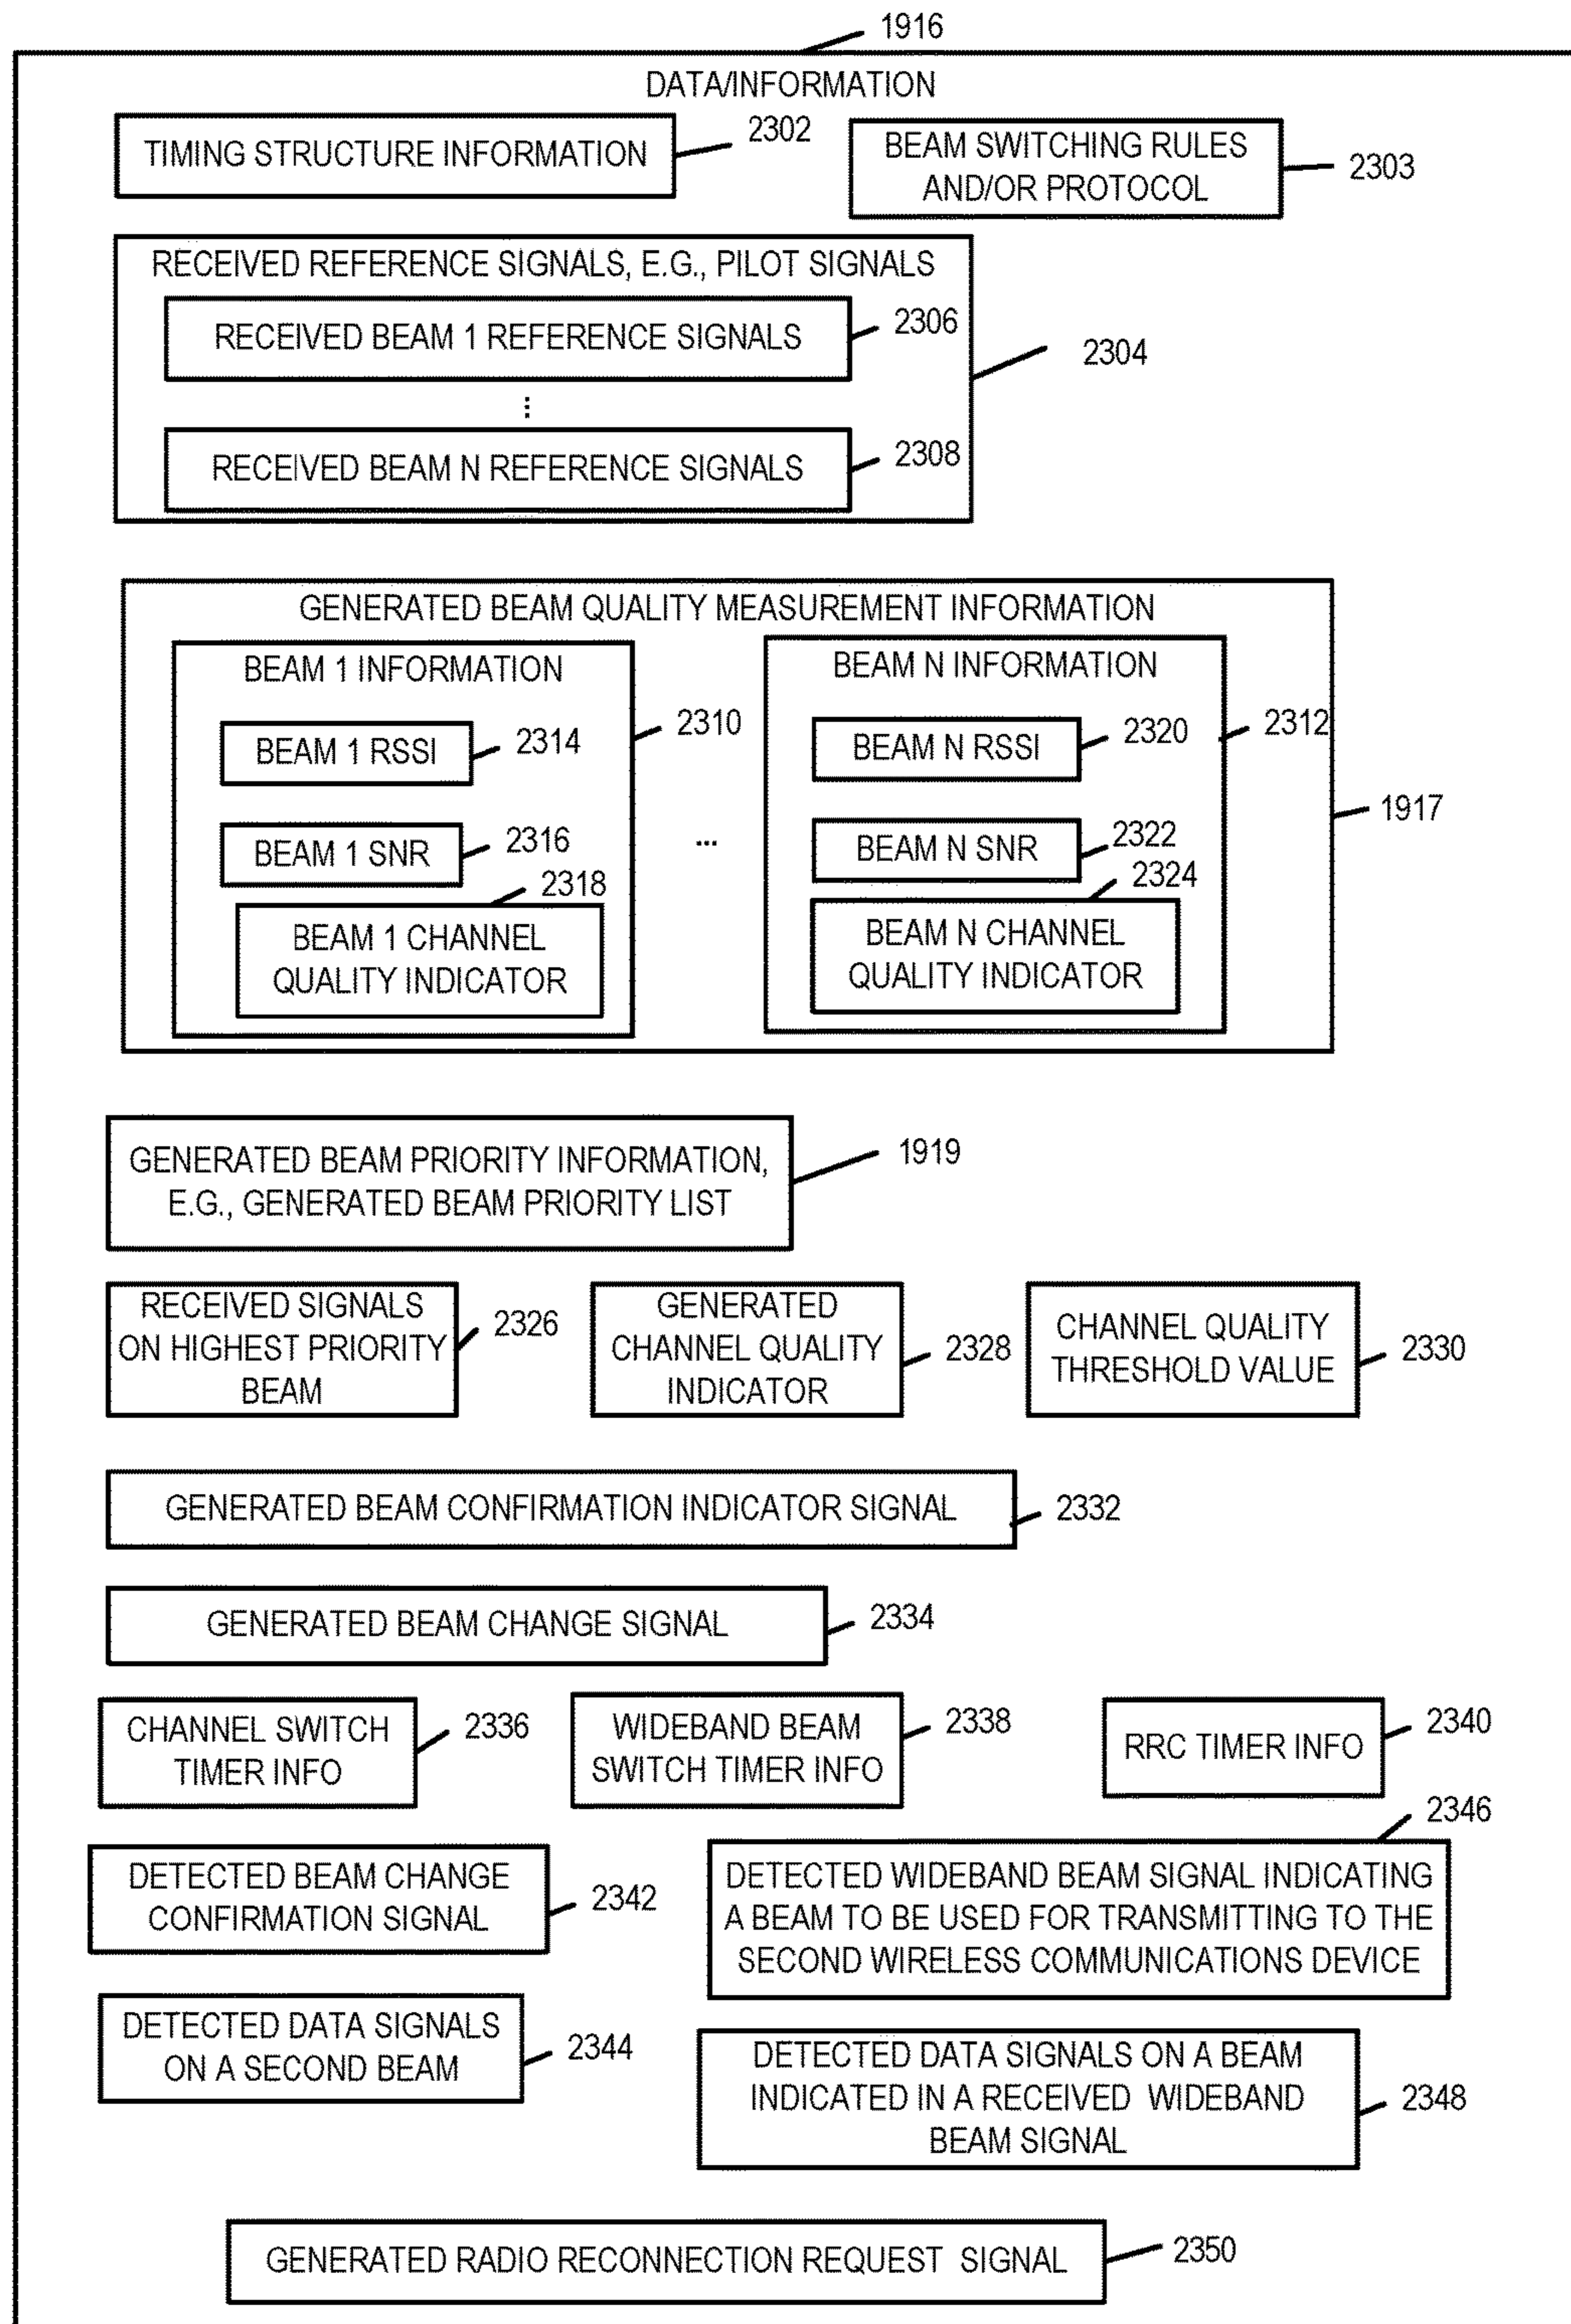 1916
DATA/INFORMATION
TIMING STRUCTURE INFORMATION
2302
BEAM SWITCHING RULES
AND/OR PROTOCOL
2303
RECEIVED REFERENCE SIGNALS, E.G., PILOT SIGNALS
RECEIVED BEAM 1 REFERENCE SIGNALS
2306
2304
⋮
RECEIVED BEAM N REFERENCE SIGNALS
2308
GENERATED BEAM QUALITY MEASUREMENT INFORMATION
BEAM 1 INFORMATION
2310
BEAM 1 RSSI
2314
BEAM 1 SNR
2316
2318
BEAM 1 CHANNEL
QUALITY INDICATOR
...
BEAM N INFORMATION
2312
BEAM N RSSI
2320
BEAM N SNR
2322
2324
BEAM N CHANNEL
QUALITY INDICATOR
1917
GENERATED BEAM PRIORITY INFORMATION,
E.G., GENERATED BEAM PRIORITY LIST
1919
RECEIVED SIGNALS
ON HIGHEST PRIORITY
BEAM
2326
GENERATED
CHANNEL QUALITY
INDICATOR
2328
CHANNEL QUALITY
THRESHOLD VALUE
2330
GENERATED BEAM CONFIRMATION INDICATOR SIGNAL
2332
GENERATED BEAM CHANGE SIGNAL
2334
CHANNEL SWITCH
TIMER INFO
2336
WIDEBAND BEAM
SWITCH TIMER INFO
2338
RRC TIMER INFO
2340
DETECTED BEAM CHANGE
CONFIRMATION SIGNAL
2342
2346
DETECTED WIDEBAND BEAM SIGNAL INDICATING
A BEAM TO BE USED FOR TRANSMITTING TO THE
SECOND WIRELESS COMMUNICATIONS DEVICE
DETECTED DATA SIGNALS
ON A SECOND BEAM
2344
DETECTED DATA SIGNALS ON A BEAM
INDICATED IN A RECEIVED WIDEBAND
BEAM SIGNAL
2348
GENERATED RADIO RECONNECTION REQUEST SIGNAL
2350